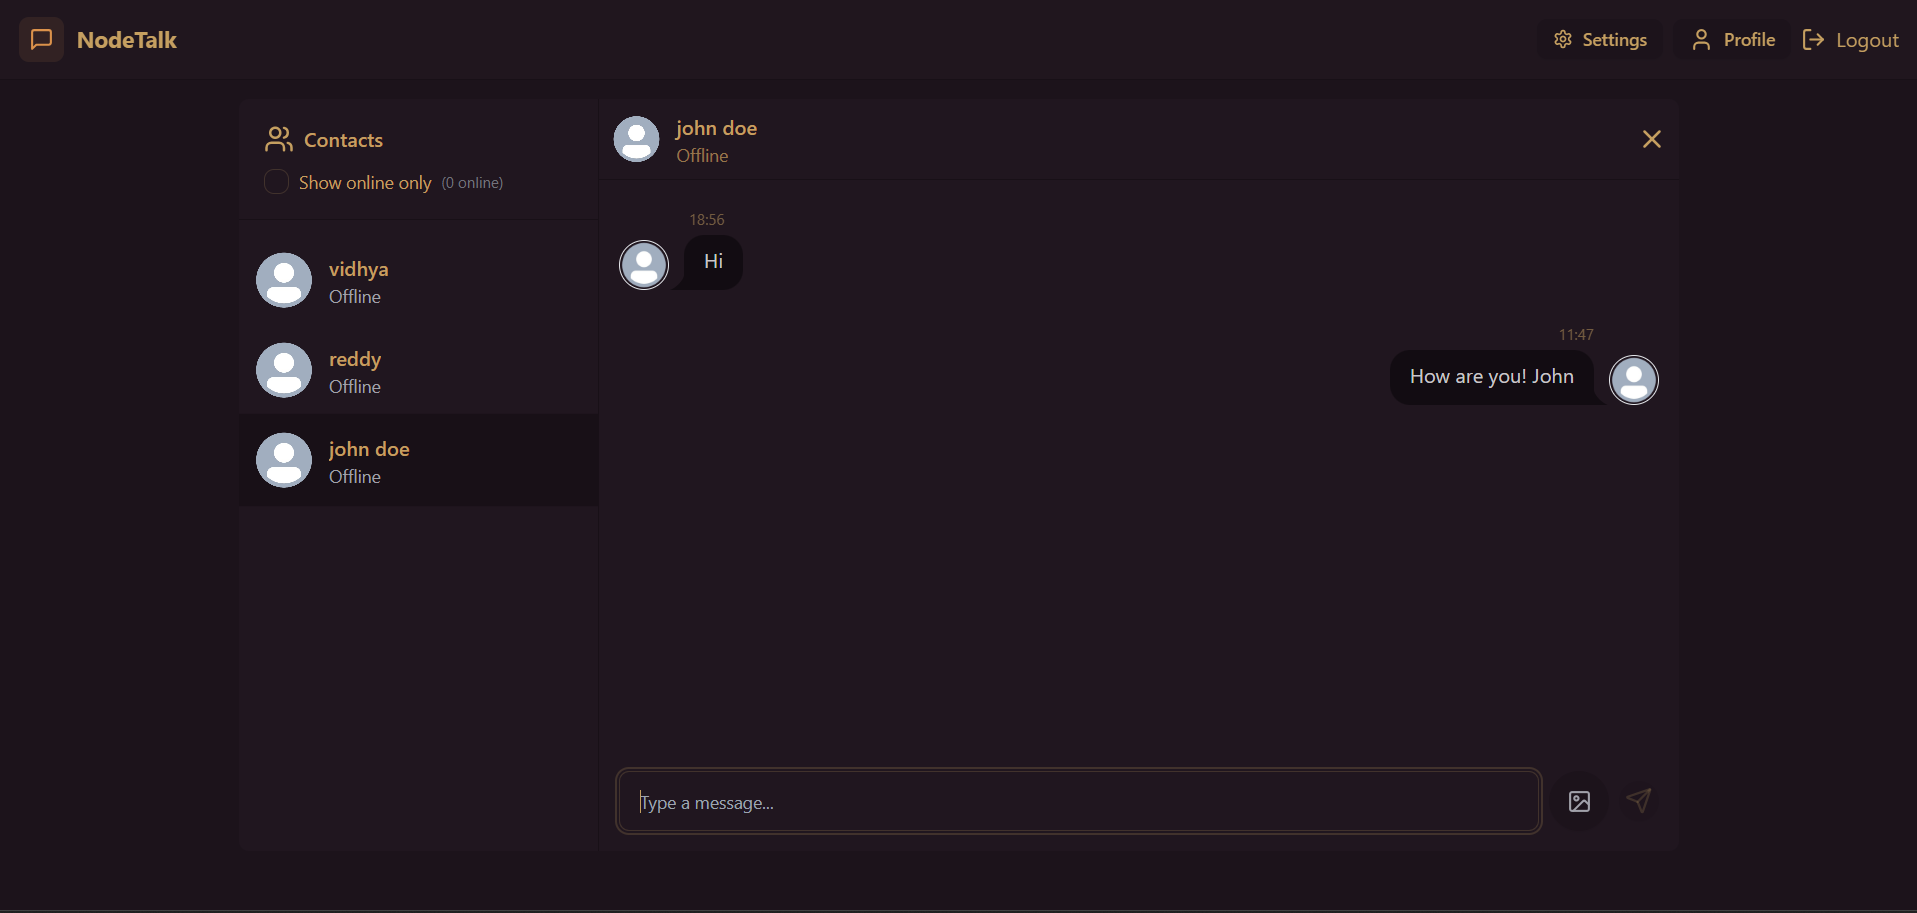 NodeTalk
Settings
Profile
Logout
Contacts
Show online only (0 online)
vidhya
Offline
reddy
Offline
john doe
Offline
john doe
Offline
18:56
Hi
11:47
How are you! John
Type a message...